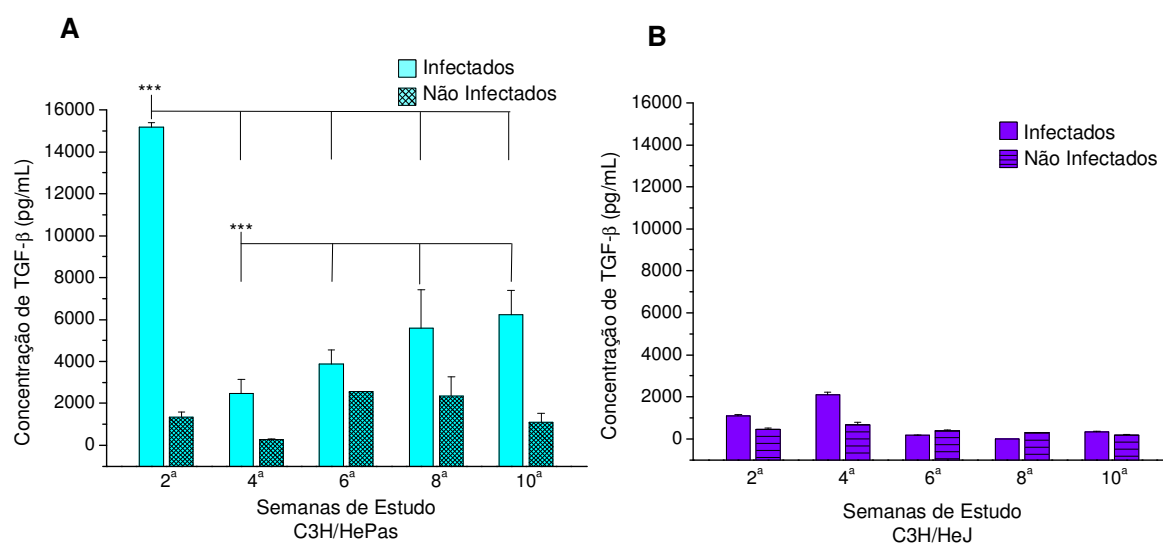 A
Infectados
Não Infectados
***
16000
14000
12000
10000
8000
6000
4000
2000
0
***
Concentração de TGF-β (pg/mL)
2ª
4ª
6ª
8ª
10ª
Semanas de Estudo
C3H/HePas
B
Infectados
Não Infectados
16000
14000
12000
10000
8000
6000
4000
2000
0
Concentração de TGF-β (pg/mL)
2ª
4ª
6ª
8ª
10ª
Semanas de Estudo
C3H/HeJ